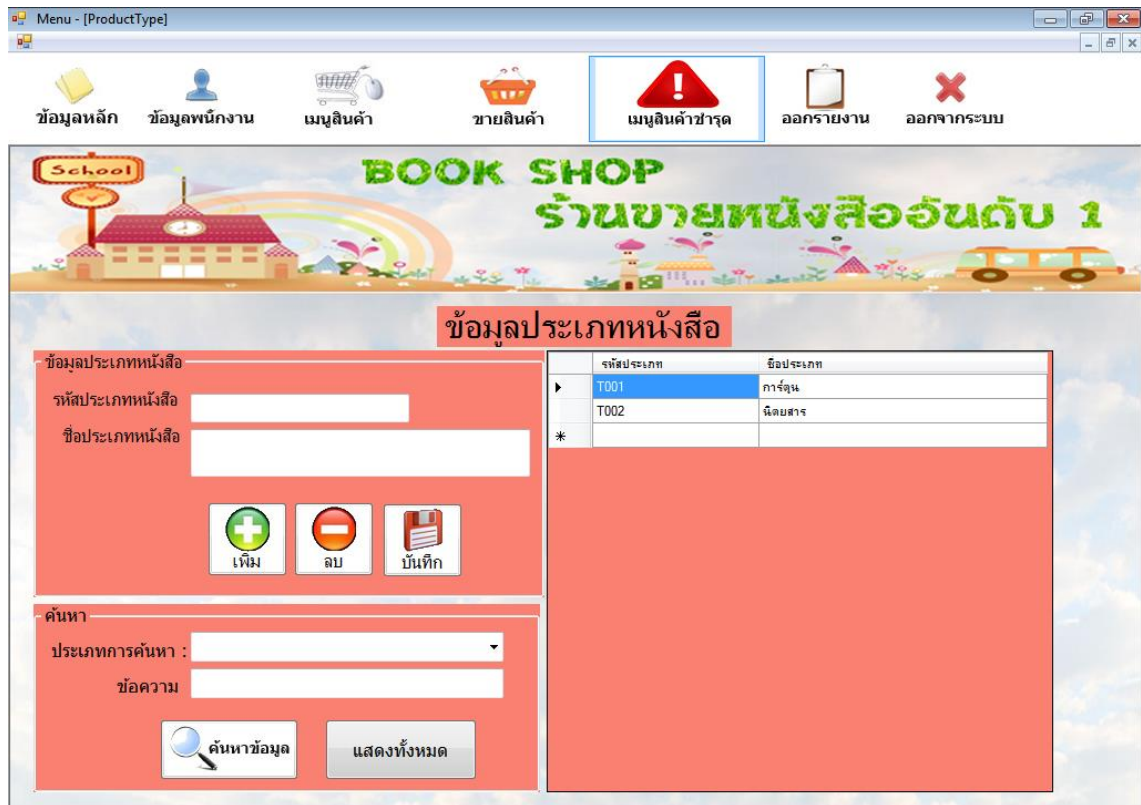 Menu - [ProductType]
ข้อมูลหลัก ข้อมูลพนักงาน เมนูสินค้า ขายสินค้า เมนูสินค้าชำรุด ออกรายงาน ออกจากระบบ
School
BOOK SHOP
ร้านขายหนังสืออันดับ 1
ข้อมูลประเภทหนังสือ
ข้อมูลประเภทหนังสือ
รหัสประเภทหนังสือ
ชื่อประเภทหนังสือ
เพิ่ม ลบ บันทึก
รหัสประเภท ชื่อประเภท
T001 การ์ตูน
T002 นิตยสาร
ค้นหา
ประเภทการค้นหา :
ข้อความ
ค้นหาข้อมูล แสดงทั้งหมด